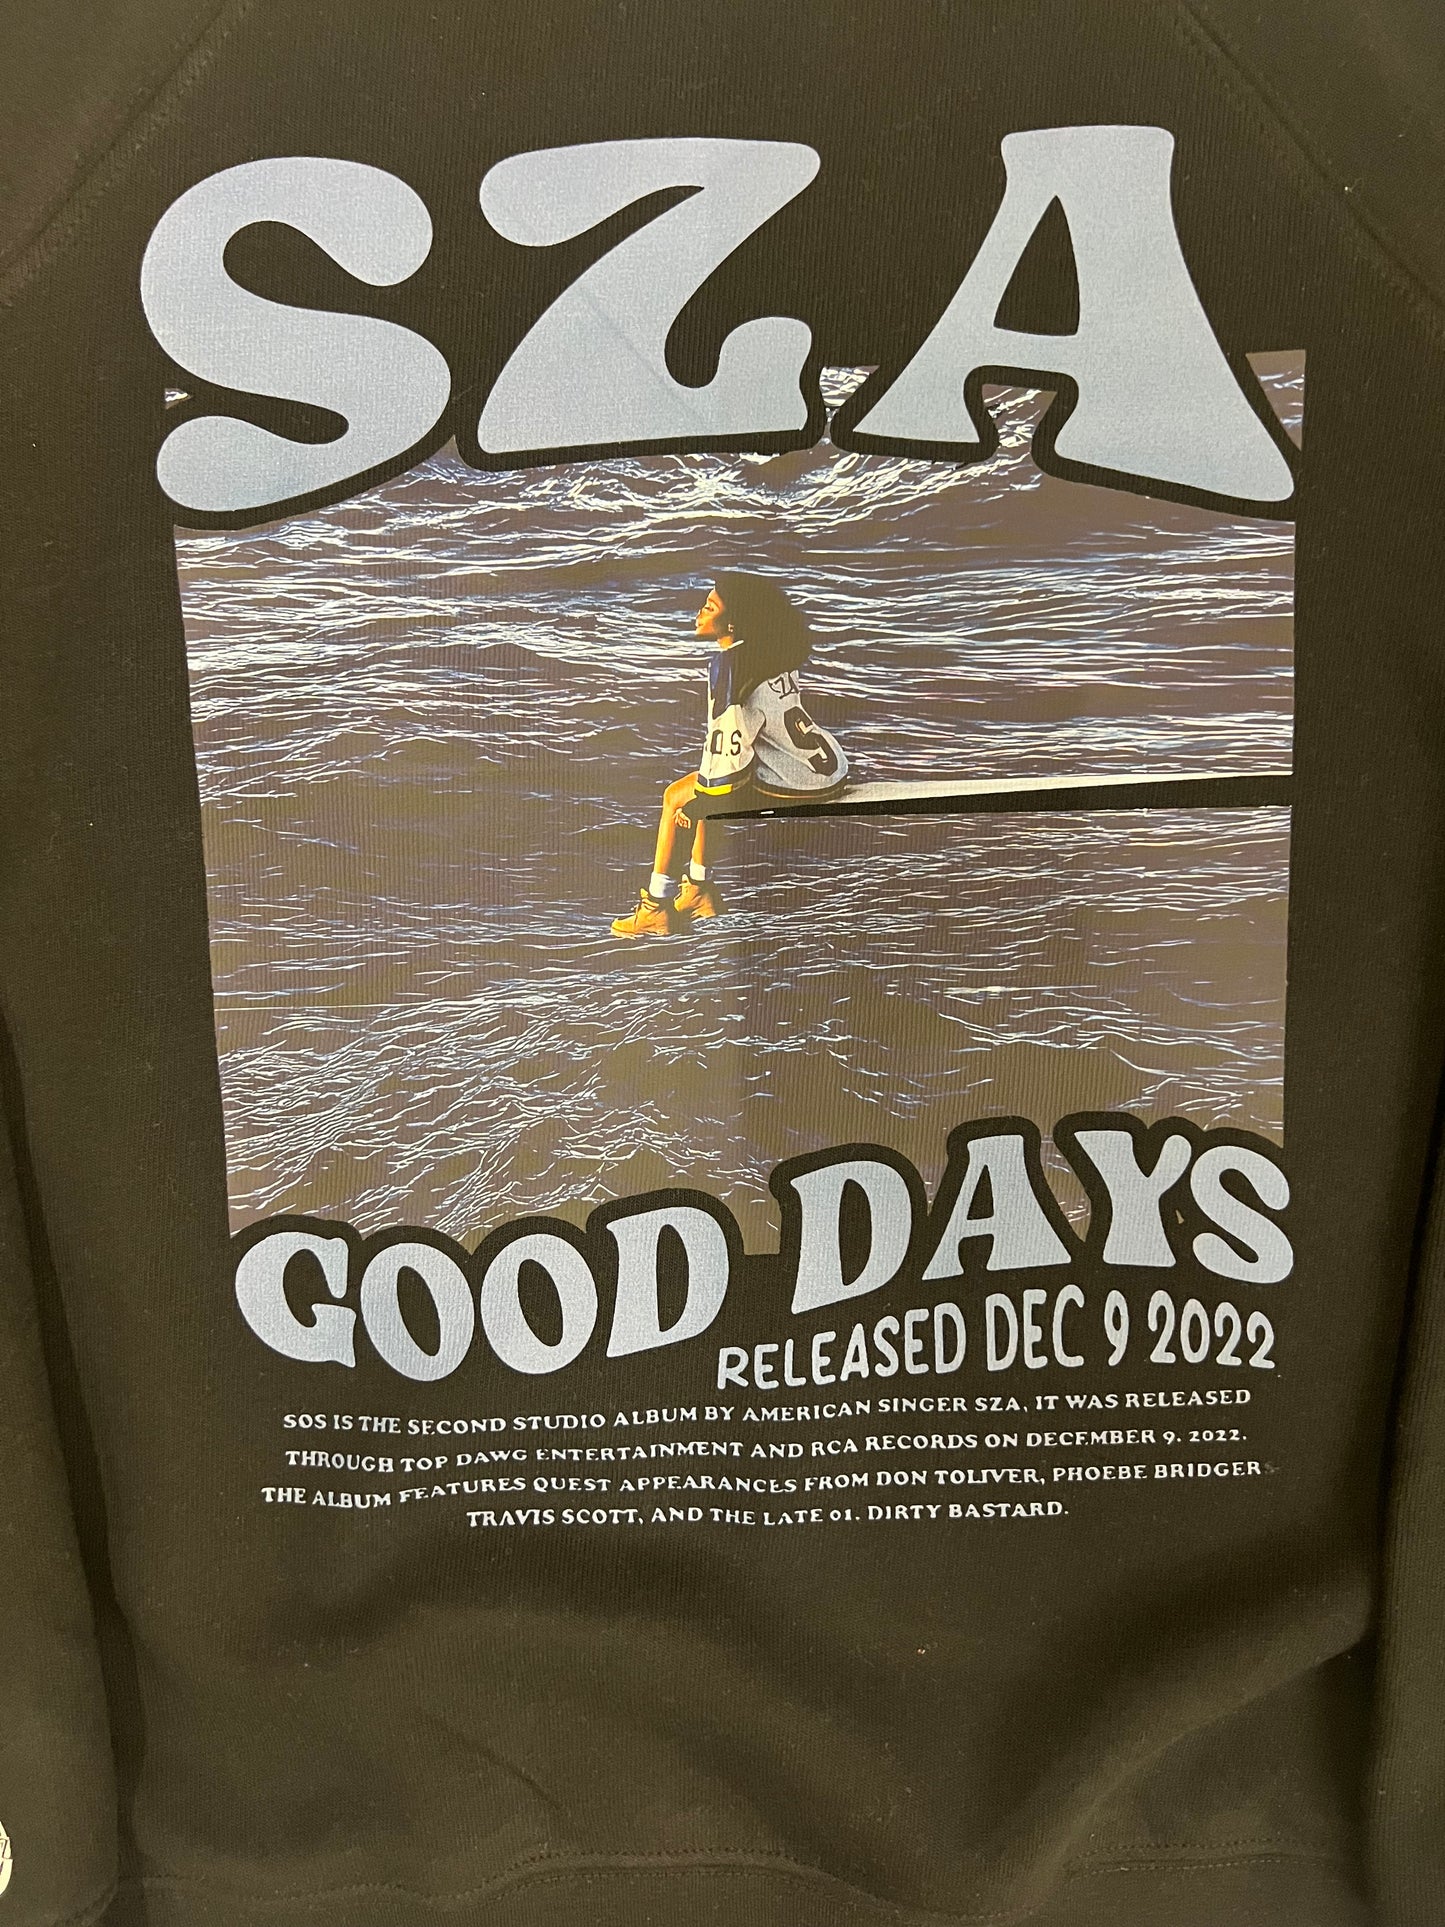 SZA
S
O.S
GOOD DAYS
RELEASED DEC 9 2022
SOS IS THE SECOND STUDIO ALBUM BY AMERICAN SINGER SZA, IT WAS RELEASED
THROUGH TOP DAWG ENTERTAINMENT AND RCA RECORDS ON DECEMBER 9. 2022.
THE ALBUM FEATURES QUEST APPEARANCES FROM DON TOLIVER, PHOEBE BRIDGERS
TRAVIS SCOTT, AND THE LATE 01. DIRTY BASTARD.